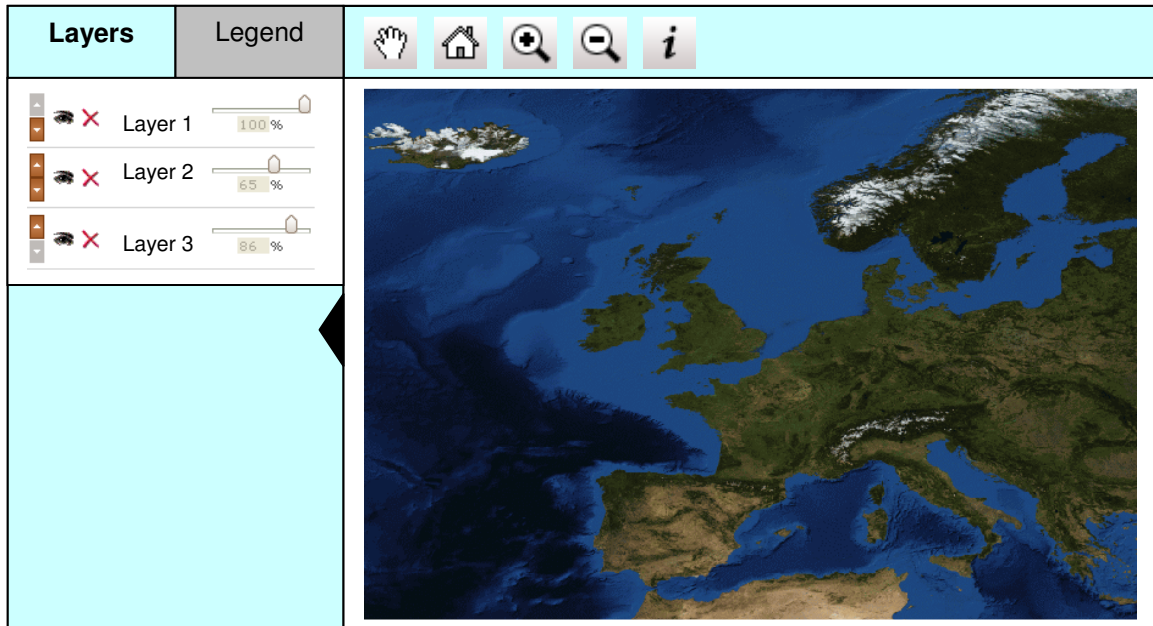 Layers
Legend
i
Layer 1
100 %
Layer 2
65 %
Layer 3
86 %